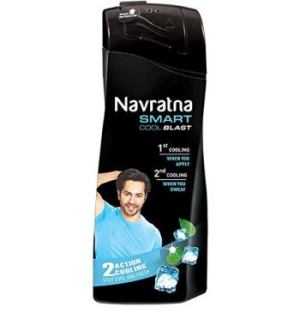 Navratna
SMART
COOL BLAST
1st COOLING
WHEN YOU
APPLY
2nd COOLING
WHEN YOU
SWEAT
2 ACTION
COOLING*
STAY COOL AND FRESH